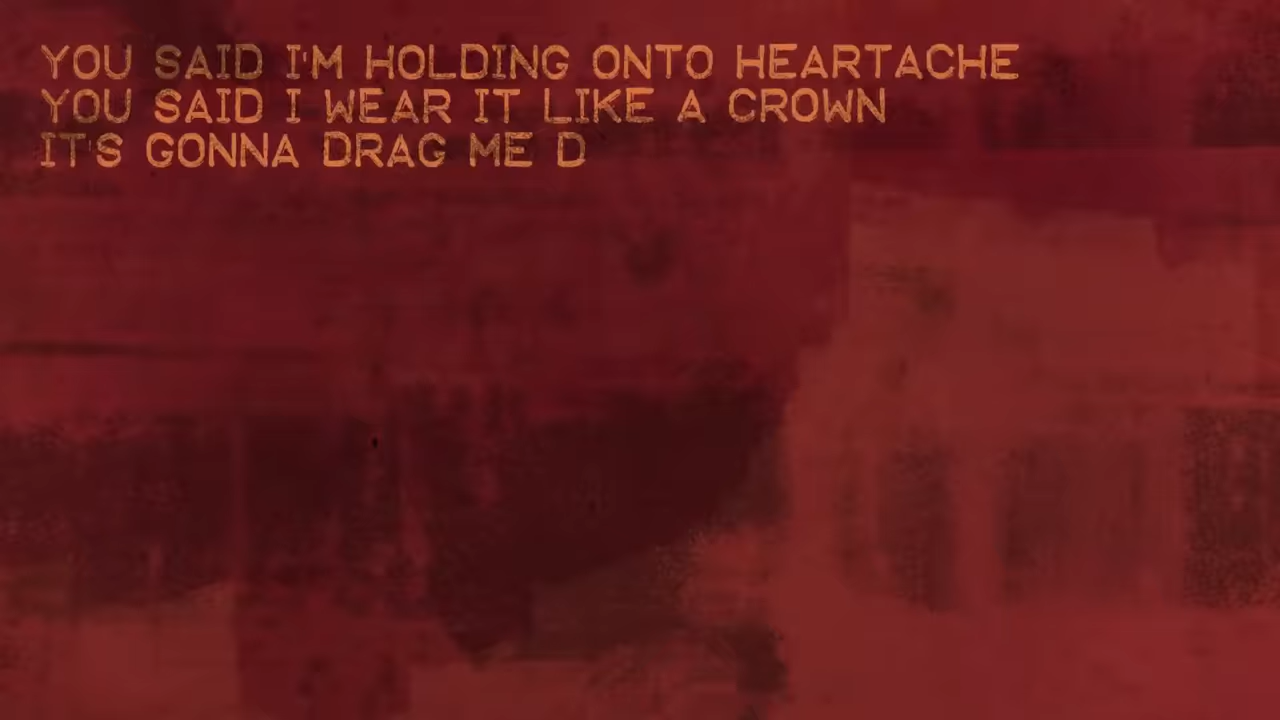 YOU SAID I'M HOLDING ONTO HEARTACHE
YOU SAID I WEAR IT LIKE A CROWN
IT'S GONNA DRAG ME D